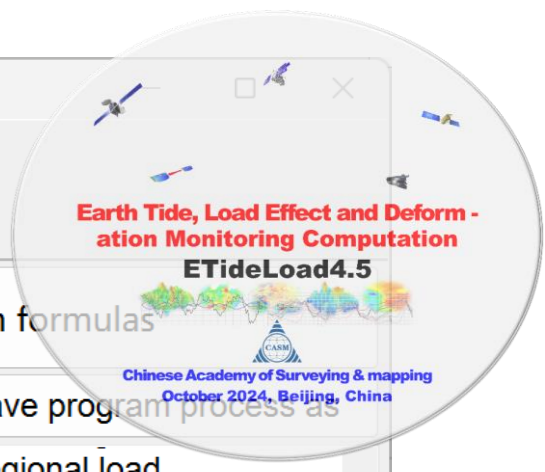 Earth Tide, Load Effect and Deform -
ation Monitoring Computation
ETideLoad4.5
CASM
Chinese Academy of Surveying & mapping
October 2024, Beijing, China
formulas
ave program process as
gional load